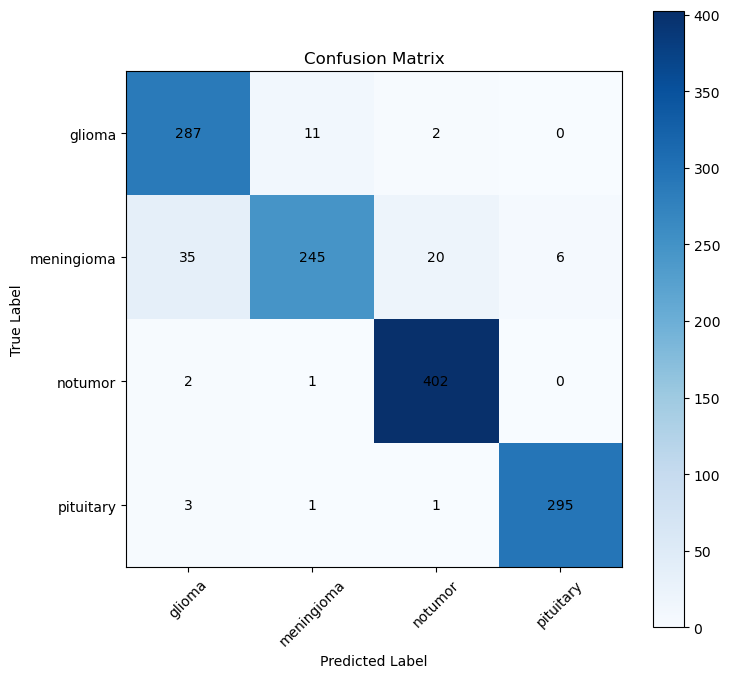 Confusion Matrix
glioma 287 11 2 0
meningioma 35 245 20 6
notumor 2 1 402 0
pituitary 3 1 1 295
glioma meningioma notumor pituitary
True Label
Predicted Label
400
350
300
250
200
150
100
50
0